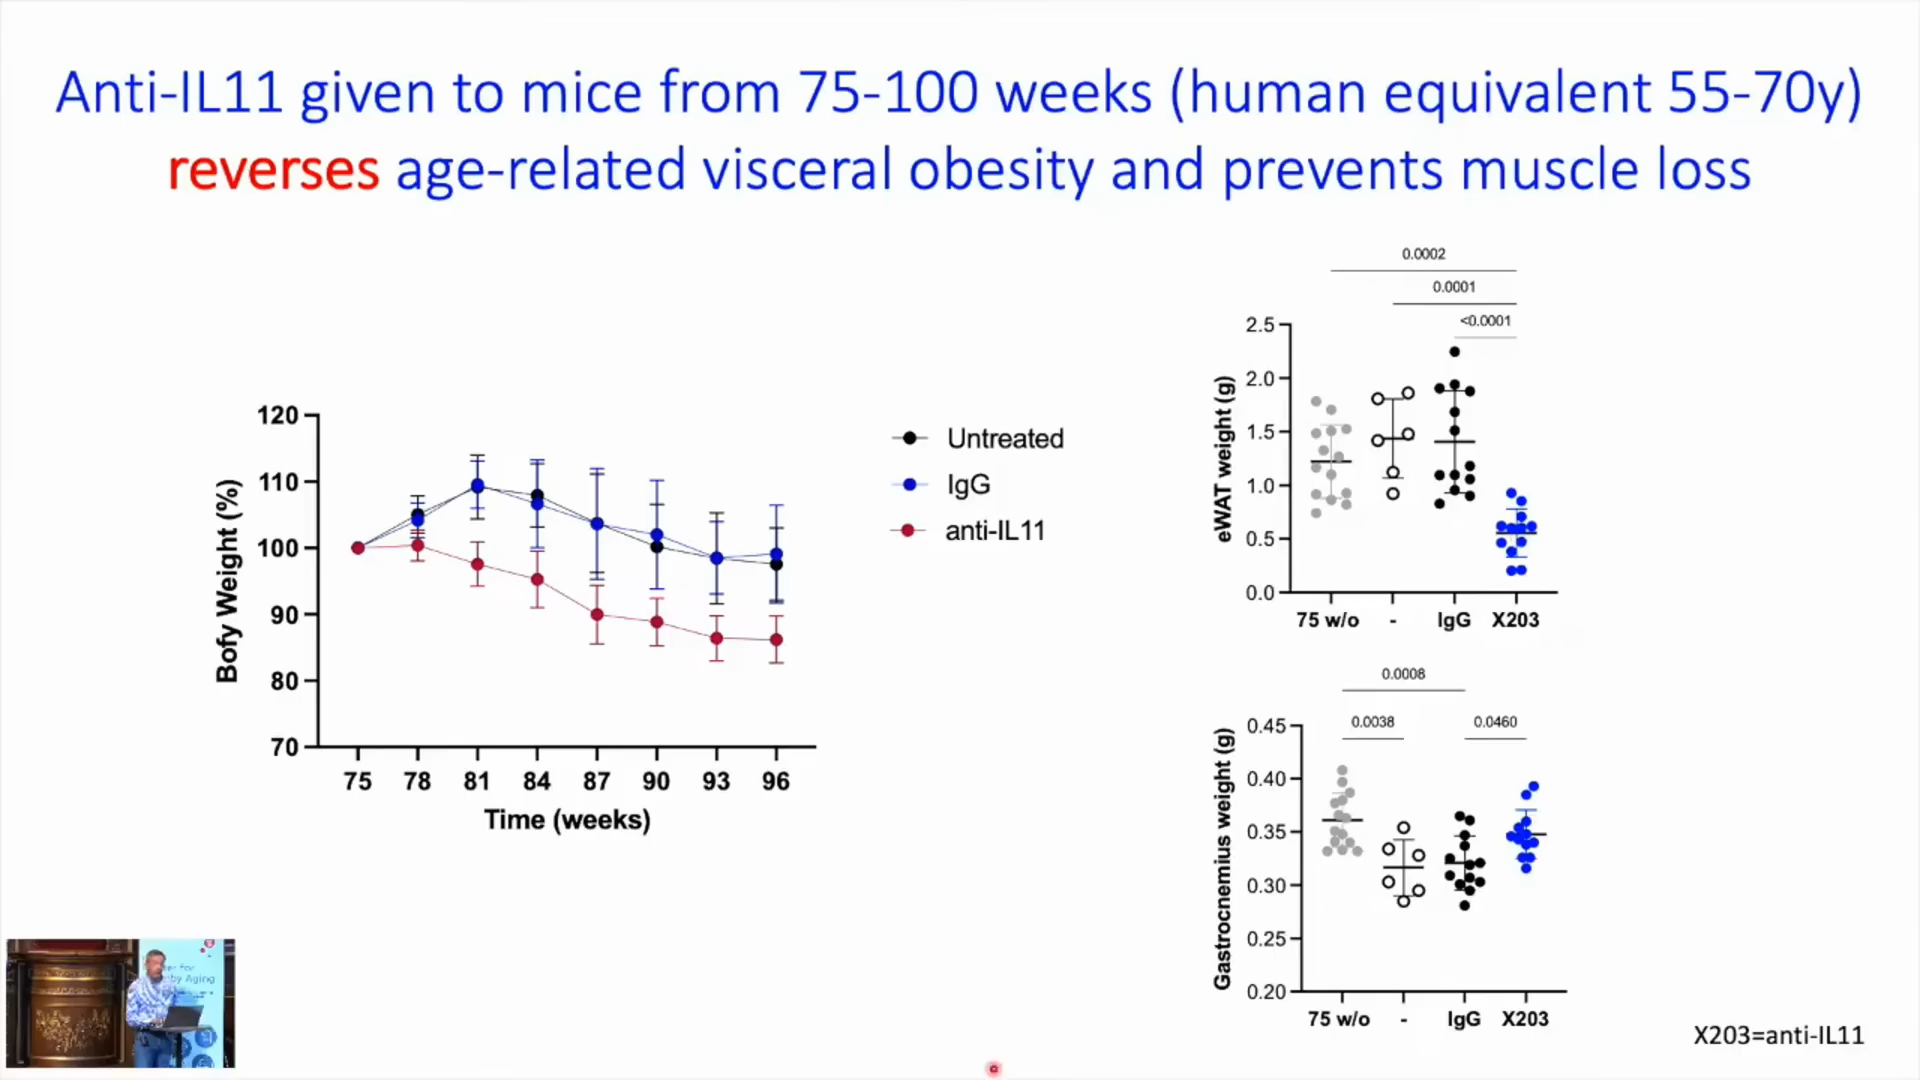 Anti-IL11 given to mice from 75-100 weeks (human equivalent 55-70y)
reverses age-related visceral obesity and prevents muscle loss
120
110
100
90
80
70
Bofy Weight (%)
75 78 81 84 87 90 93 96
Time (weeks)
Untreated
IgG
anti-IL11
0.0002
0.0001
<0.0001
2.5
2.0
1.5
1.0
0.5
0.0
eWAT weight (g)
75 w/o - IgG X203
0.0008
0.0038 0.0460
0.45
0.40
0.35
0.30
0.25
0.20
Gastrocnemius weight (g)
75 w/o - IgG X203
X203=anti-IL11
by Aging